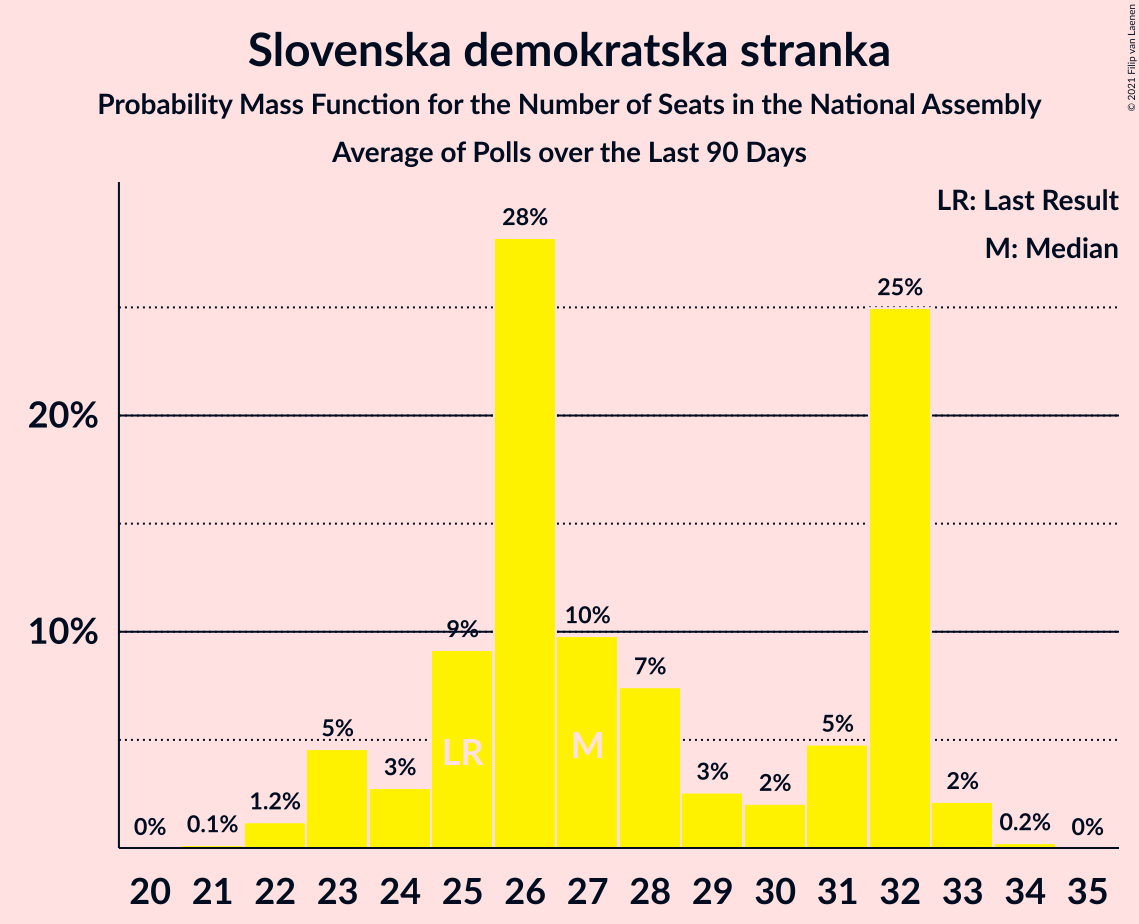 Slovenska demokratska stranka
Probability Mass Function for the Number of Seats in the National Assembly
Average of Polls over the Last 90 Days
© 2021 Filip van Laenen
LR: Last Result
M: Median
28%
25%
20%
10%
10%
9%
7%
5%
5%
LR
M
3%
3%
2%
2%
1.2%
0%
0.1%
0.2%
0%
20 21 22 23 24 25 26 27 28 29 30 31 32 33 34 35